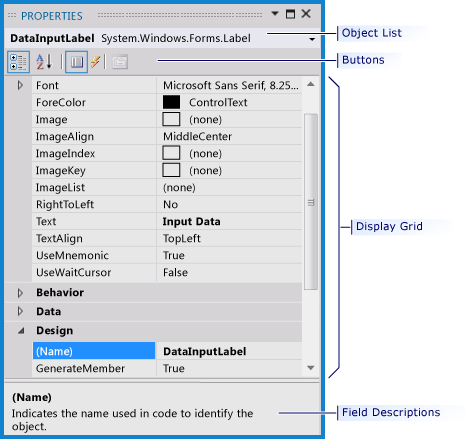 PROPERTIES
DataInputLabel System.Windows.Forms.Label
Object List
Buttons
Font Microsoft Sans Serif, 8.25...
ForeColor ControlText
Image (none)
ImageAlign MiddleCenter
ImageIndex (none)
ImageKey (none)
ImageList (none)
RightToLeft No
Text Input Data
TextAlign TopLeft
Display Grid
UseMnemonic True
UseWaitCursor False
Behavior
Data
Design
(Name) DataInputLabel
GenerateMember True
(Name)
Indicates the name used in code to identify the
object.
Field Descriptions